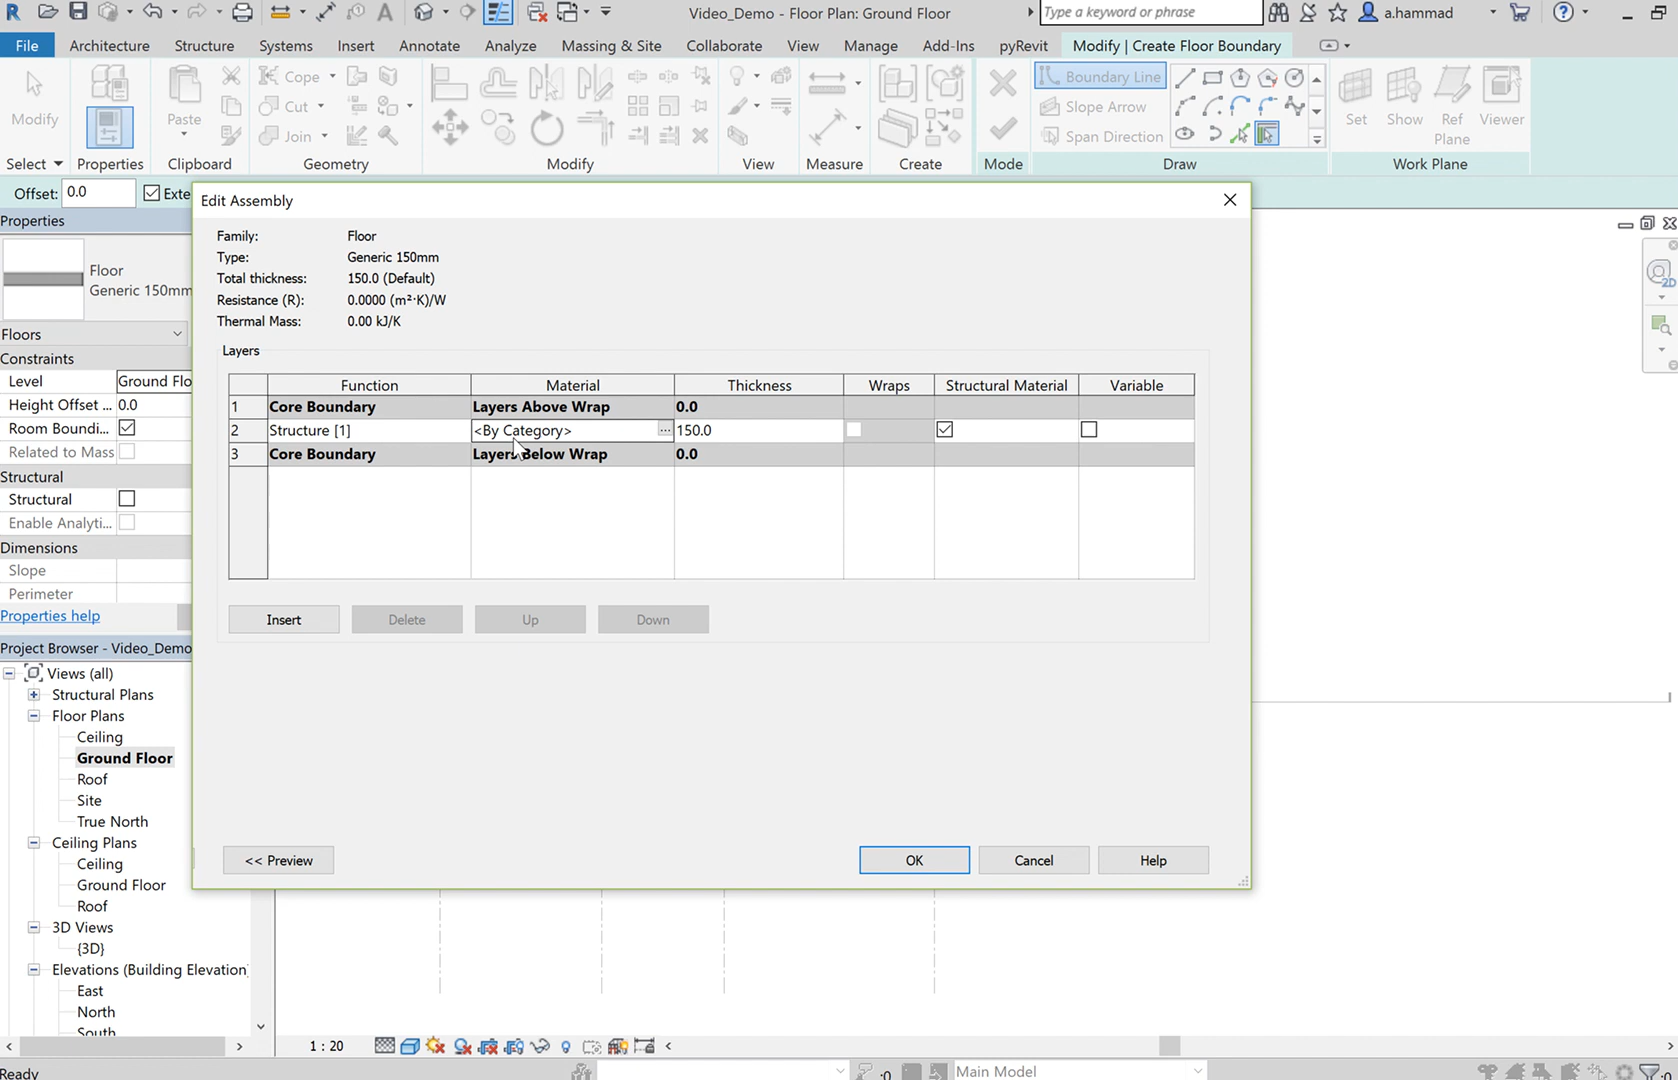 Video_Demo - Floor Plan: Ground Floor
Type a keyword or phrase
a.hammad
File Architecture Structure Systems Insert Annotate Analyze Massing & Site Collaborate View Manage Add-Ins pyRevit Modify | Create Floor Boundary
Modify
Paste
Cope
Cut
Join
Boundary Line
Slope Arrow
Span Direction
Set Show Ref Plane Viewer
Select Properties Clipboard Geometry Modify View Measure Create Mode Draw Work Plane
Offset: 0.0 Exte
Properties
Floor
Generic 150mm
Floors
Constraints
Level Ground Flo
Height Offset ... 0.0
Room Boundi...
Related to Mass
Structural
Structural
Enable Analyti...
Dimensions
Slope
Perimeter
Properties help
Project Browser - Video_Demo
Views (all)
Structural Plans
Floor Plans
Ceiling
Ground Floor
Roof
Site
True North
Ceiling Plans
Ceiling
Ground Floor
Roof
3D Views
{3D}
Elevations (Building Elevation)
East
North
South
Edit Assembly
Family: Floor
Type: Generic 150mm
Total thickness: 150.0 (Default)
Resistance (R): 0.0000 (m²·K)/W
Thermal Mass: 0.00 kJ/K
Layers
Function Material Thickness Wraps Structural Material Variable
1 Core Boundary Layers Above Wrap 0.0
2 Structure [1] <By Category> ... 150.0
3 Core Boundary Layers Below Wrap 0.0
Insert Delete Up Down
<< Preview OK Cancel Help
2D
1 : 20
Ready
:0
Main Model
:0